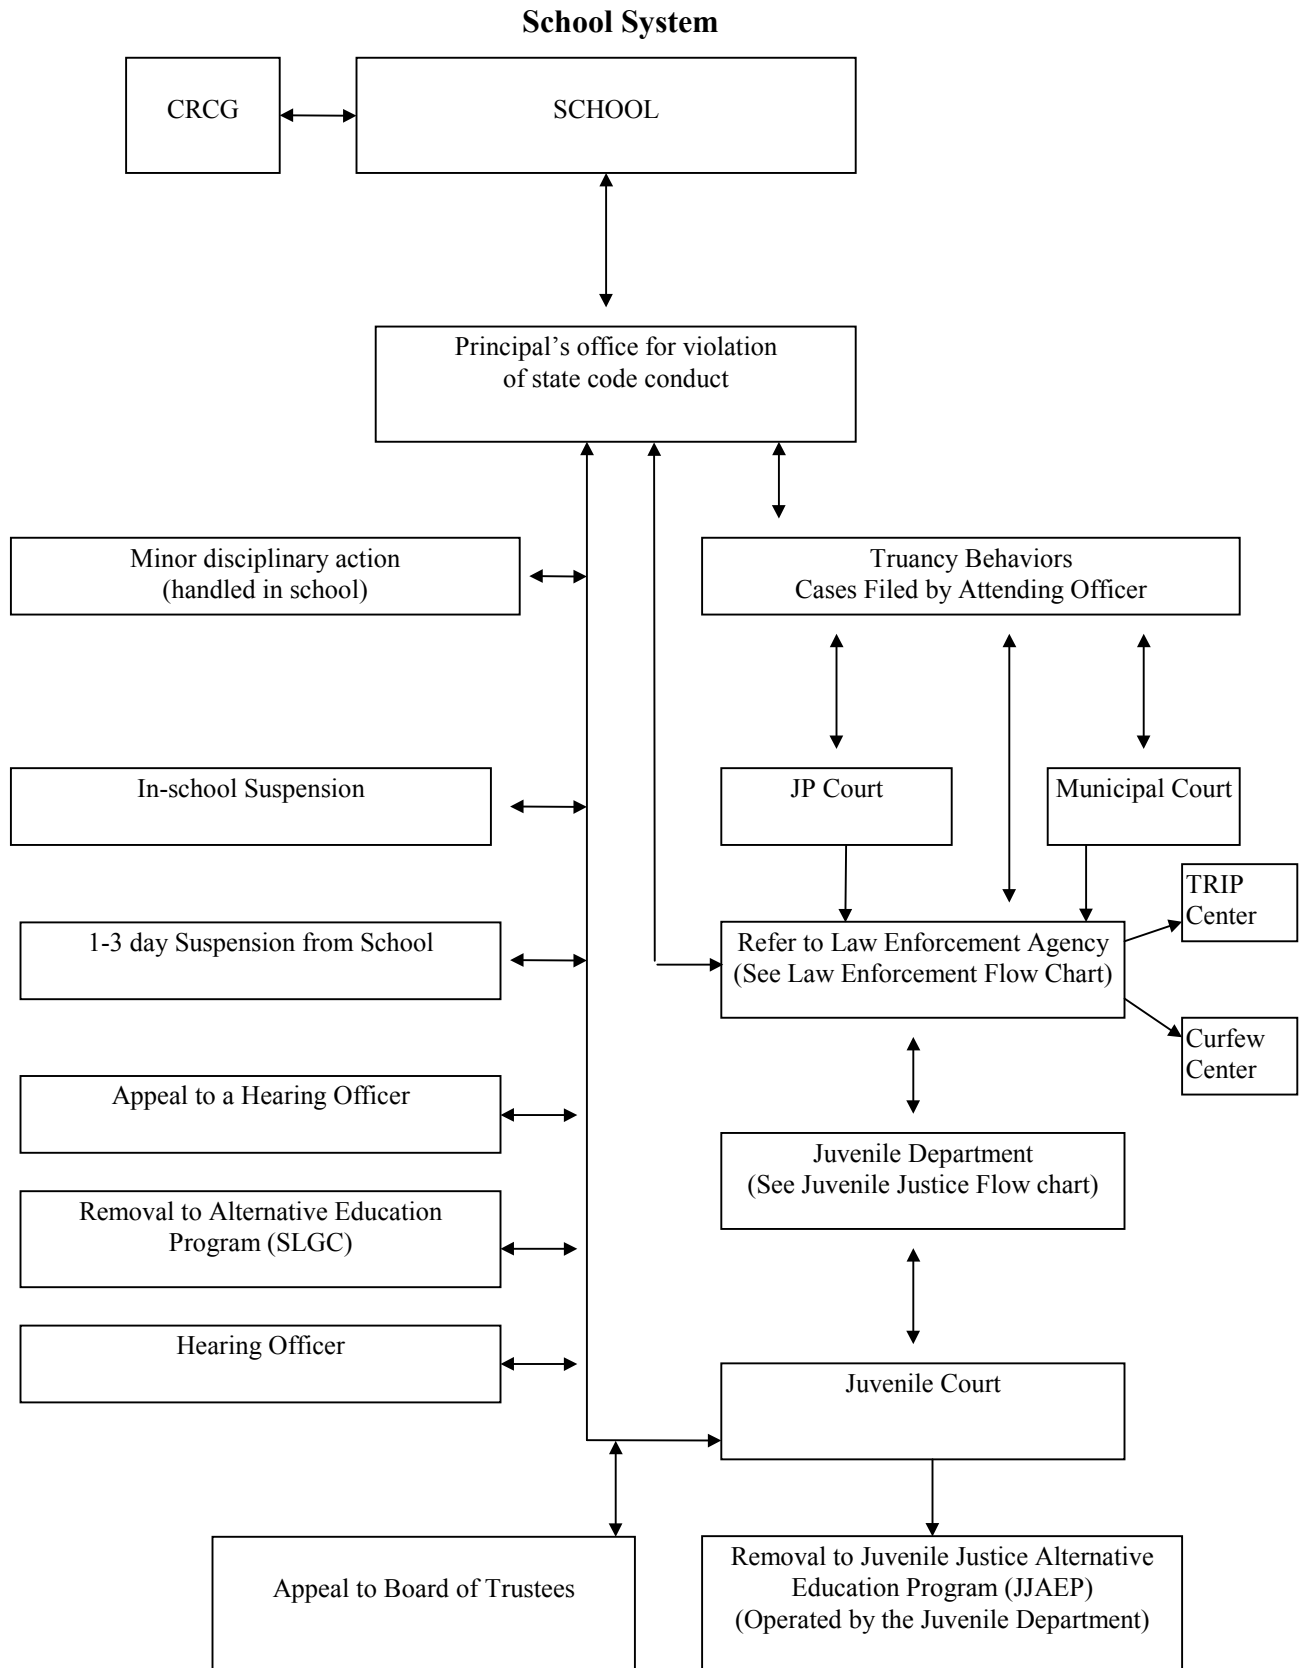 School System
CRCG
SCHOOL
Principal’s office for violation
of state code conduct
Minor disciplinary action
(handled in school)
Truancy Behaviors
Cases Filed by Attending Officer
In-school Suspension
JP Court
Municipal Court
TRIP
Center
1-3 day Suspension from School
Refer to Law Enforcement Agency
(See Law Enforcement Flow Chart)
Curfew
Center
Appeal to a Hearing Officer
Juvenile Department
(See Juvenile Justice Flow chart)
Removal to Alternative Education
Program (SLGC)
Hearing Officer
Juvenile Court
Appeal to Board of Trustees
Removal to Juvenile Justice Alternative
Education Program (JJAEP)
(Operated by the Juvenile Department)